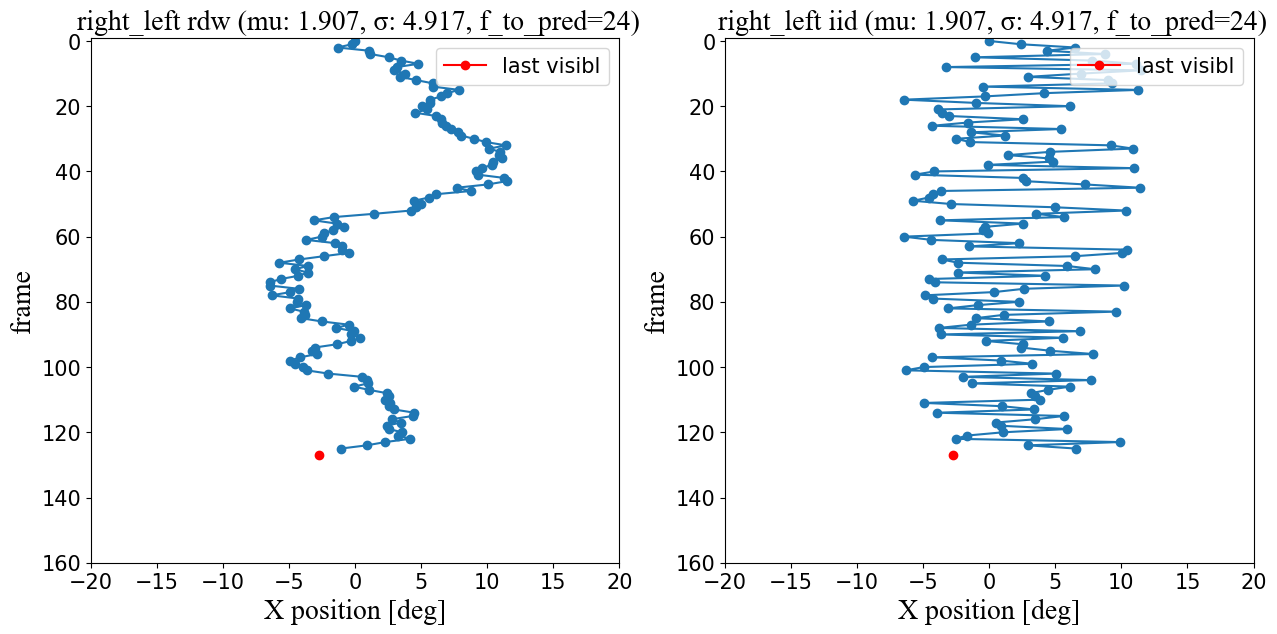 right_left rdw (mu: 1.907, σ: 4.917, f_to_pred=24)
last visibl
0
20
40
60
80
100
120
140
160
frame
−20 −15 −10 −5 0 5 10 15 20
X position [deg]
right_left iid (mu: 1.907, σ: 4.917, f_to_pred=24)
last visibl
0
20
40
60
80
100
120
140
160
frame
−20 −15 −10 −5 0 5 10 15 20
X position [deg]